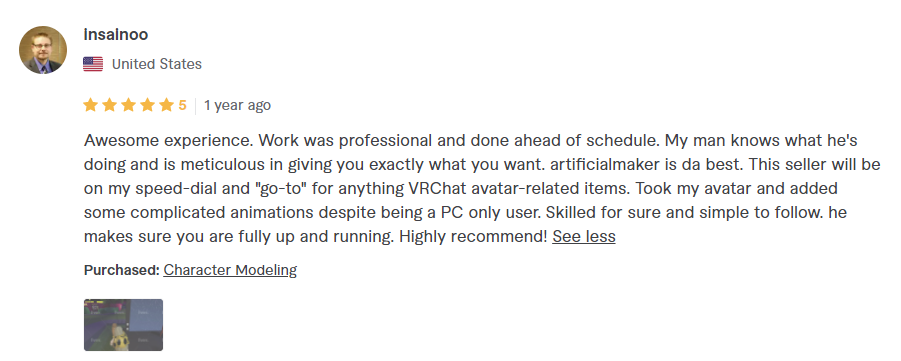 insalnoo
United States
5 1 year ago
Awesome experience. Work was professional and done ahead of schedule. My man knows what he's
doing and is meticulous in giving you exactly what you want. artificialmaker is da best. This seller will be
on my speed-dial and "go-to" for anything VRChat avatar-related items. Took my avatar and added
some complicated animations despite being a PC only user. Skilled for sure and simple to follow. he
makes sure you are fully up and running. Highly recommend! See less
Purchased: Character Modeling